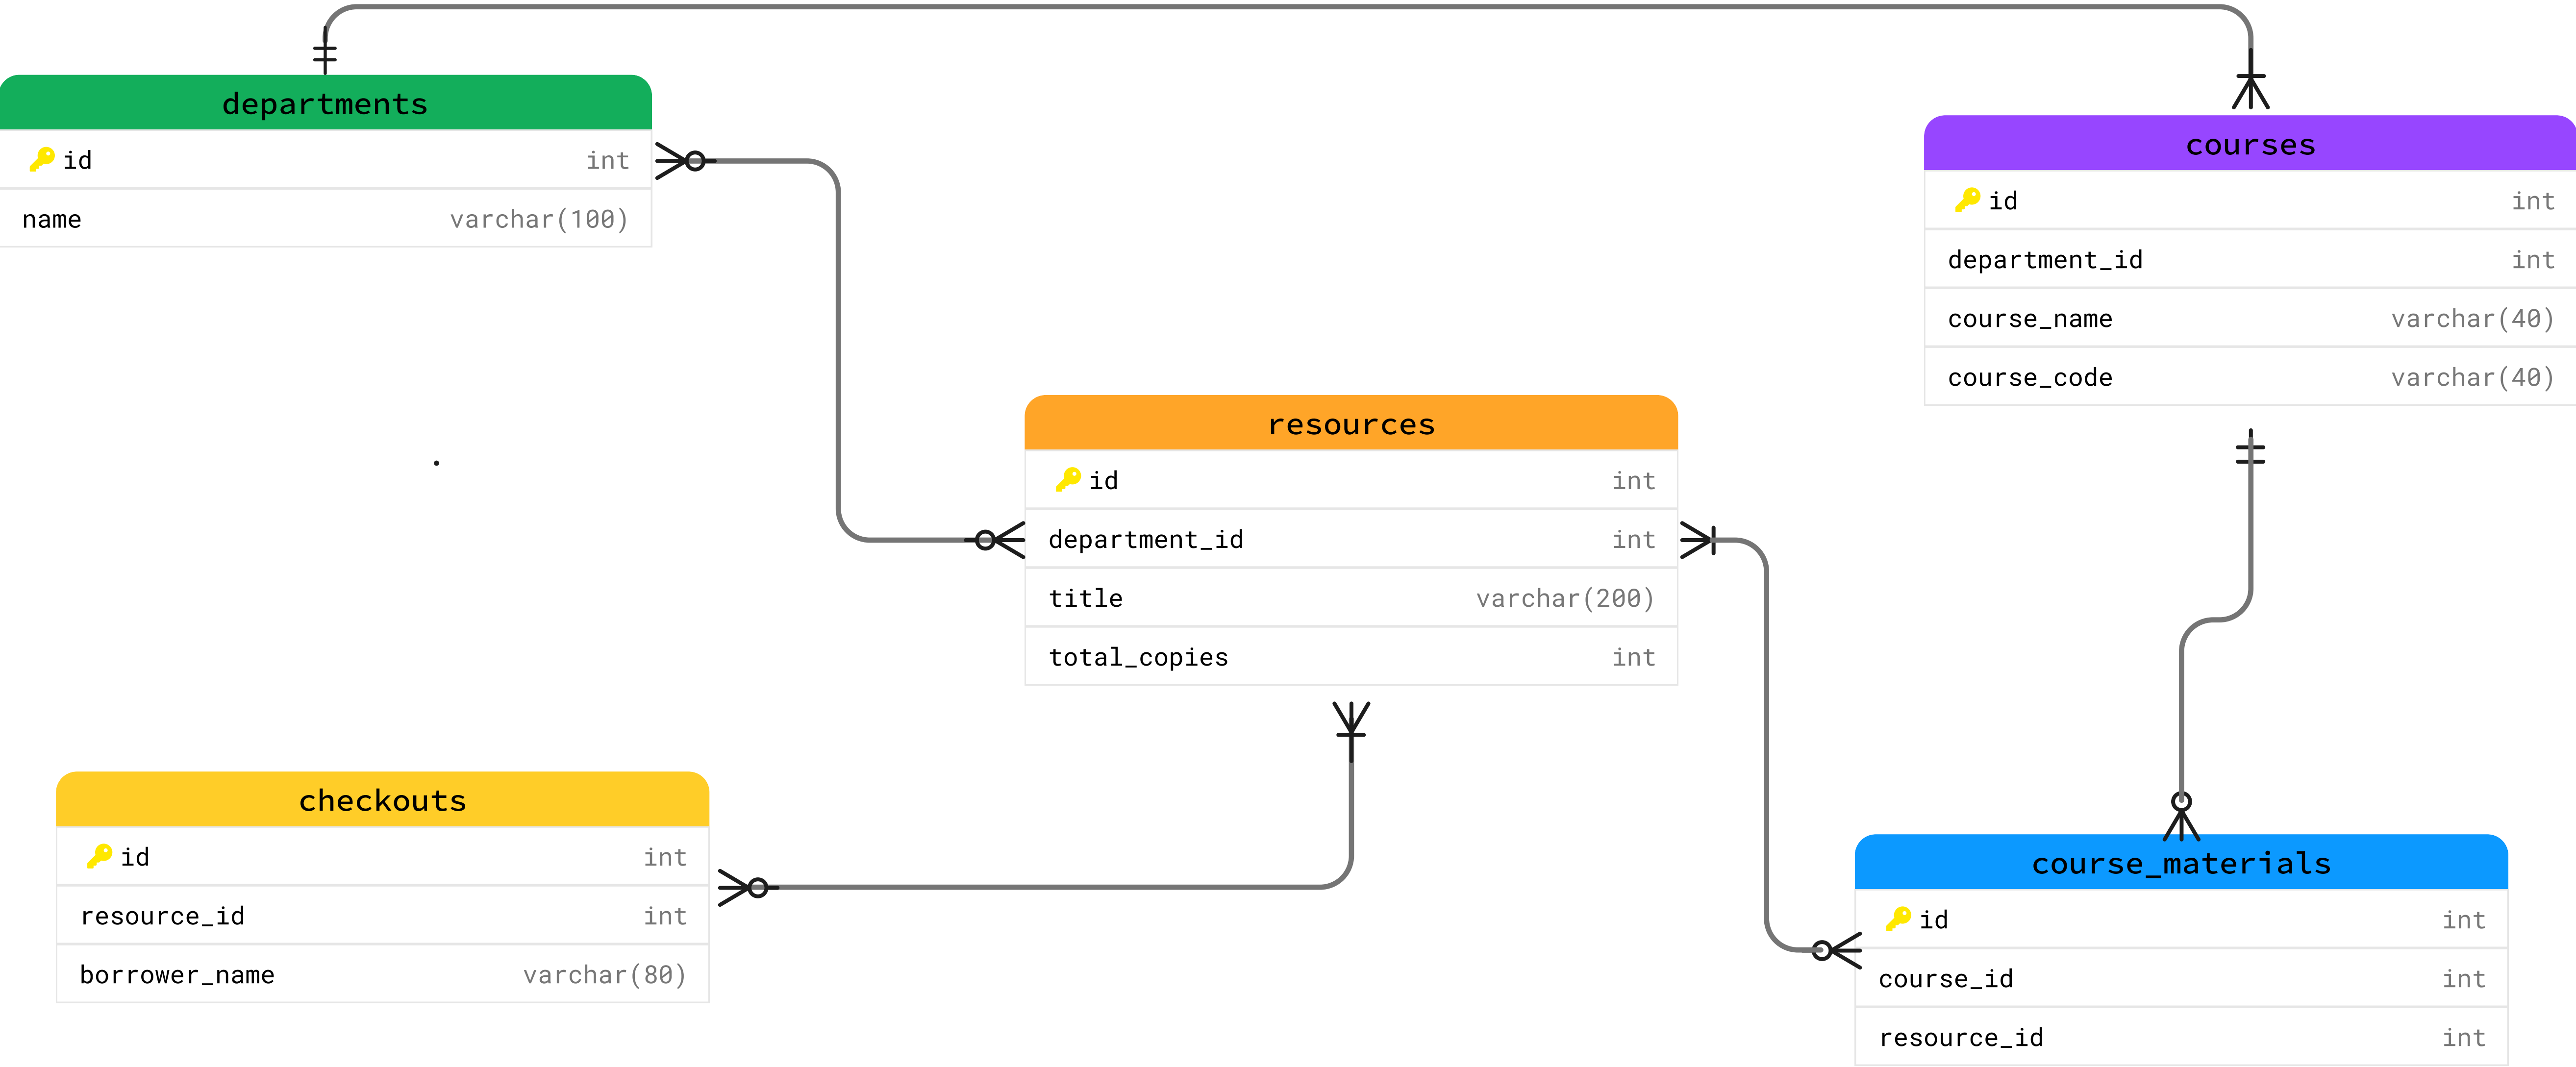 departments
id int
name varchar(100)
courses
id int
department_id int
course_name varchar(40)
course_code varchar(40)
resources
id int
department_id int
title varchar(200)
total_copies int
checkouts
id int
resource_id int
borrower_name varchar(80)
course_materials
id int
course_id int
resource_id int